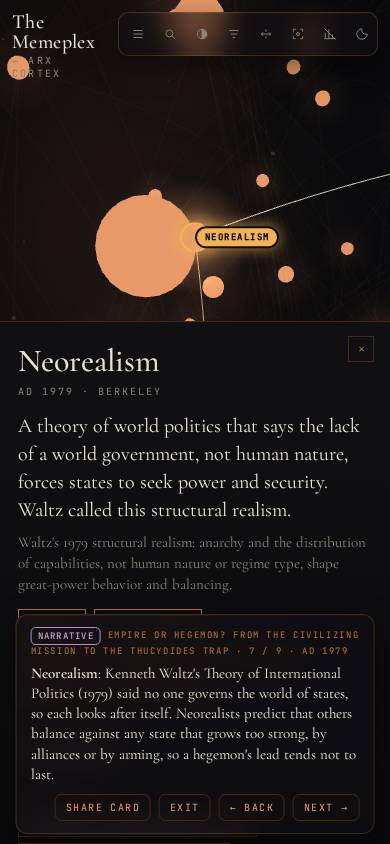 The
Memeplex
← ARX
CORTEX
NEOREALISM
Neorealism
×
AD 1979 · BERKELEY
A theory of world politics that says the lack
of a world government, not human nature,
forces states to seek power and security.
Waltz called this structural realism.
Waltz's 1979 structural realism: anarchy and the distribution
of capabilities, not human nature or regime type, shape
great-power behavior and balancing.
NARRATIVE EMPIRE OR HEGEMON? FROM THE CIVILIZING
MISSION TO THE THUCYDIDES TRAP · 7 / 9 · AD 1979
Neorealism: Kenneth Waltz's Theory of International
Politics (1979) said no one governs the world of states,
so each looks after itself. Neorealists predict that others
balance against any state that grows too strong, by
alliances or by arming, so a hegemon's lead tends not to
last.
SHARE CARD EXIT ← BACK NEXT →